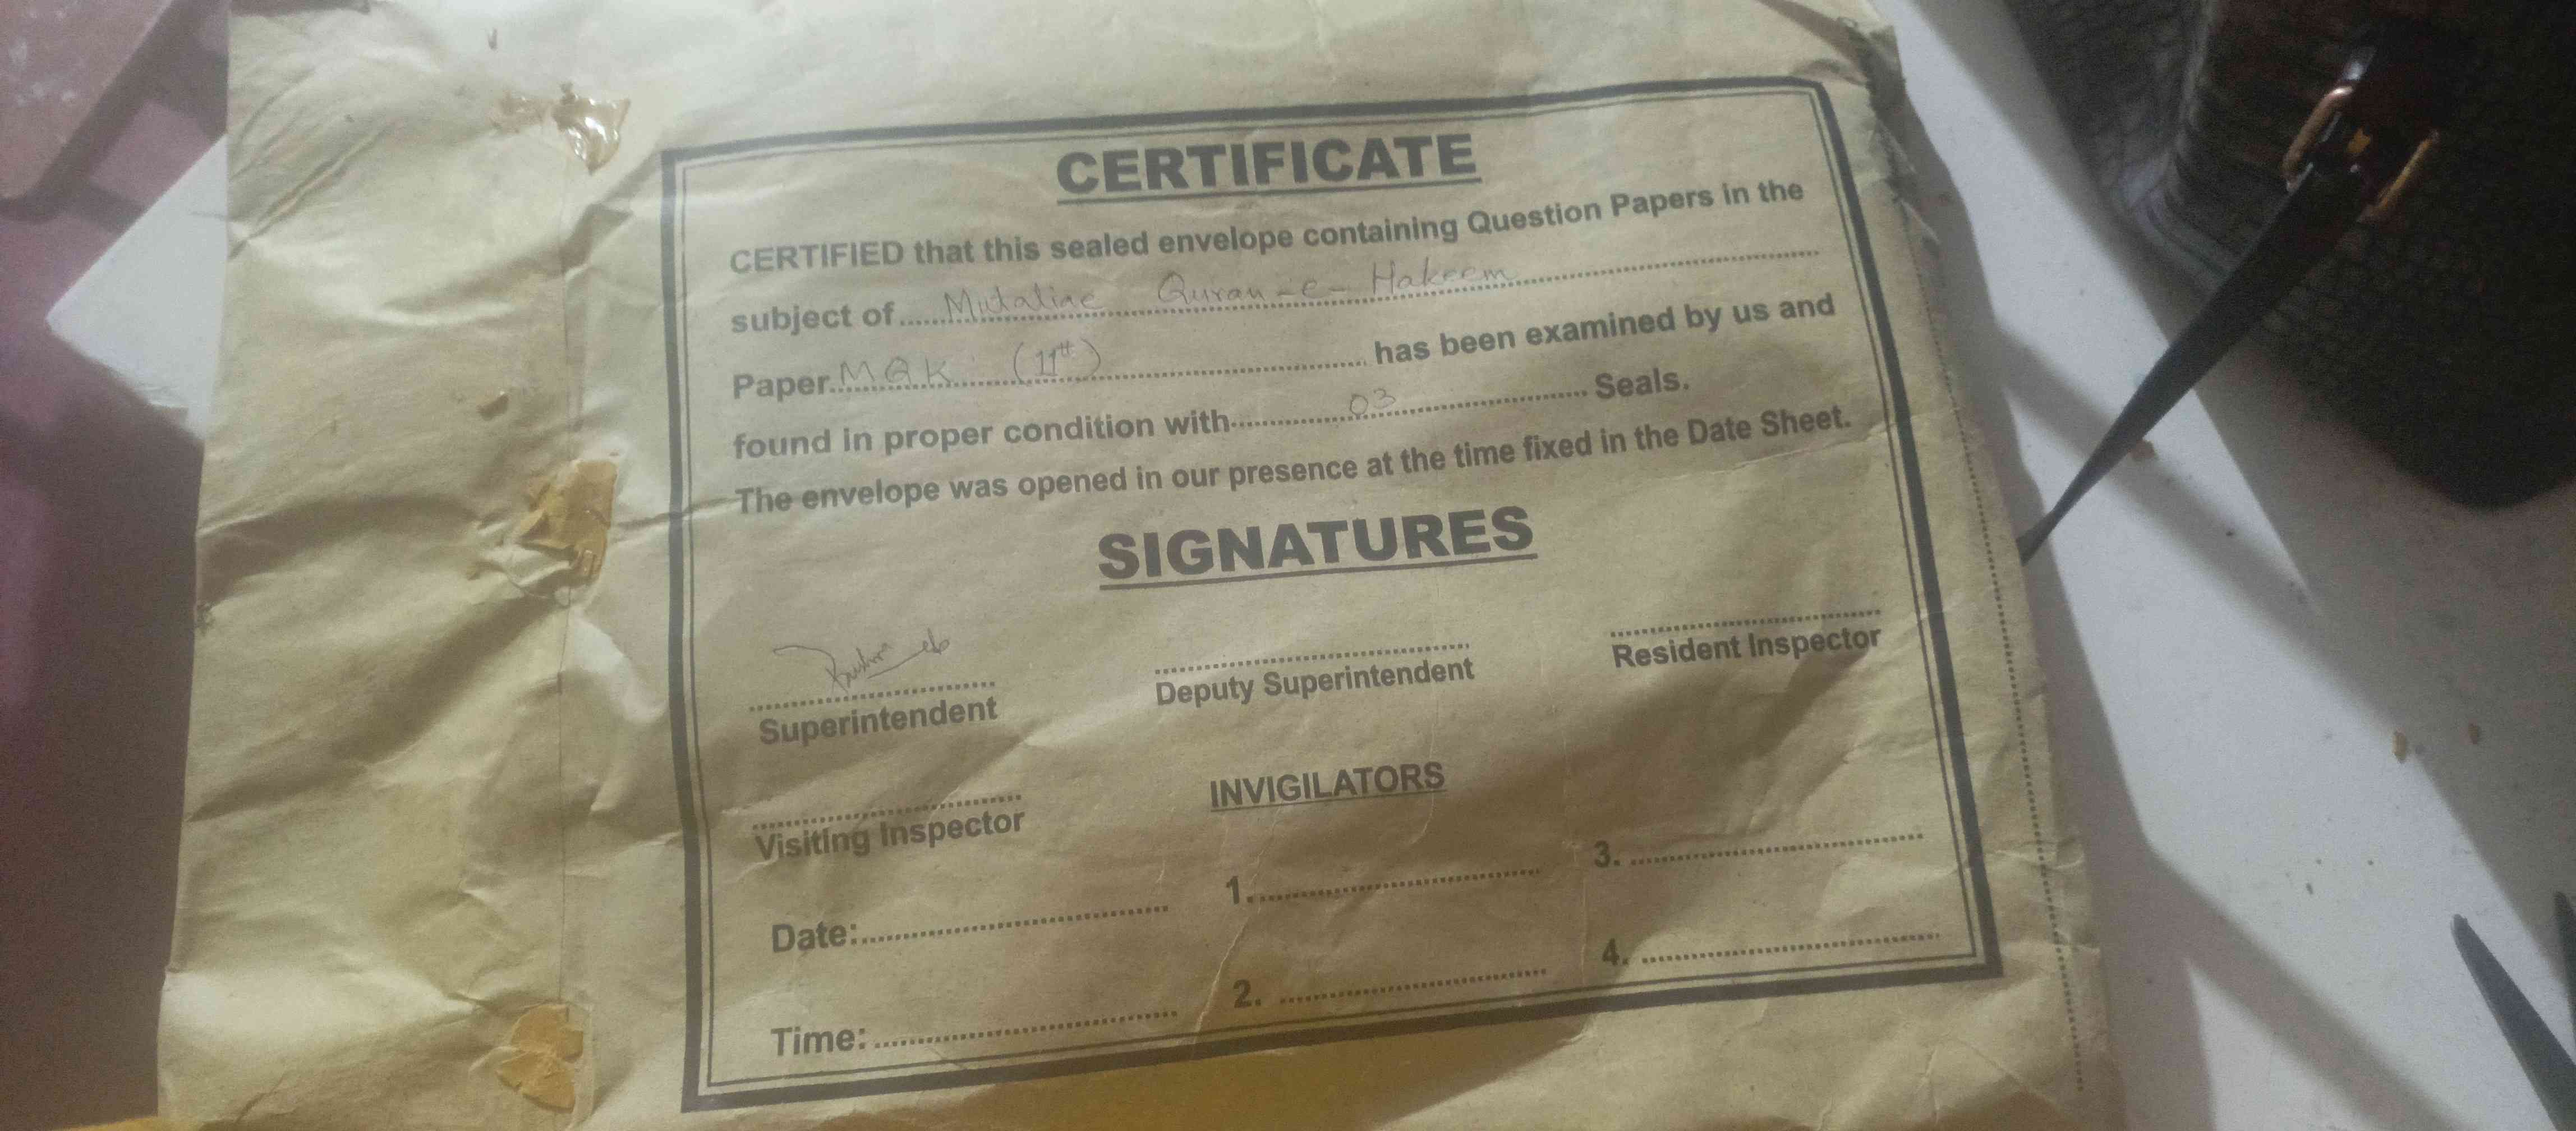 CERTIFICATE
CERTIFIED that this sealed envelope containing Question Papers in the
subject of Mutaliae Quran-e-Hakeem
Paper MQK (11th) has been examined by us and
found in proper condition with 03 Seals.
The envelope was opened in our presence at the time fixed in the Date Sheet.
SIGNATURES
Superintendent
Deputy Superintendent
Resident Inspector
Visiting Inspector
INVIGILATORS
Date:
1.
3.
Time:
2.
4.